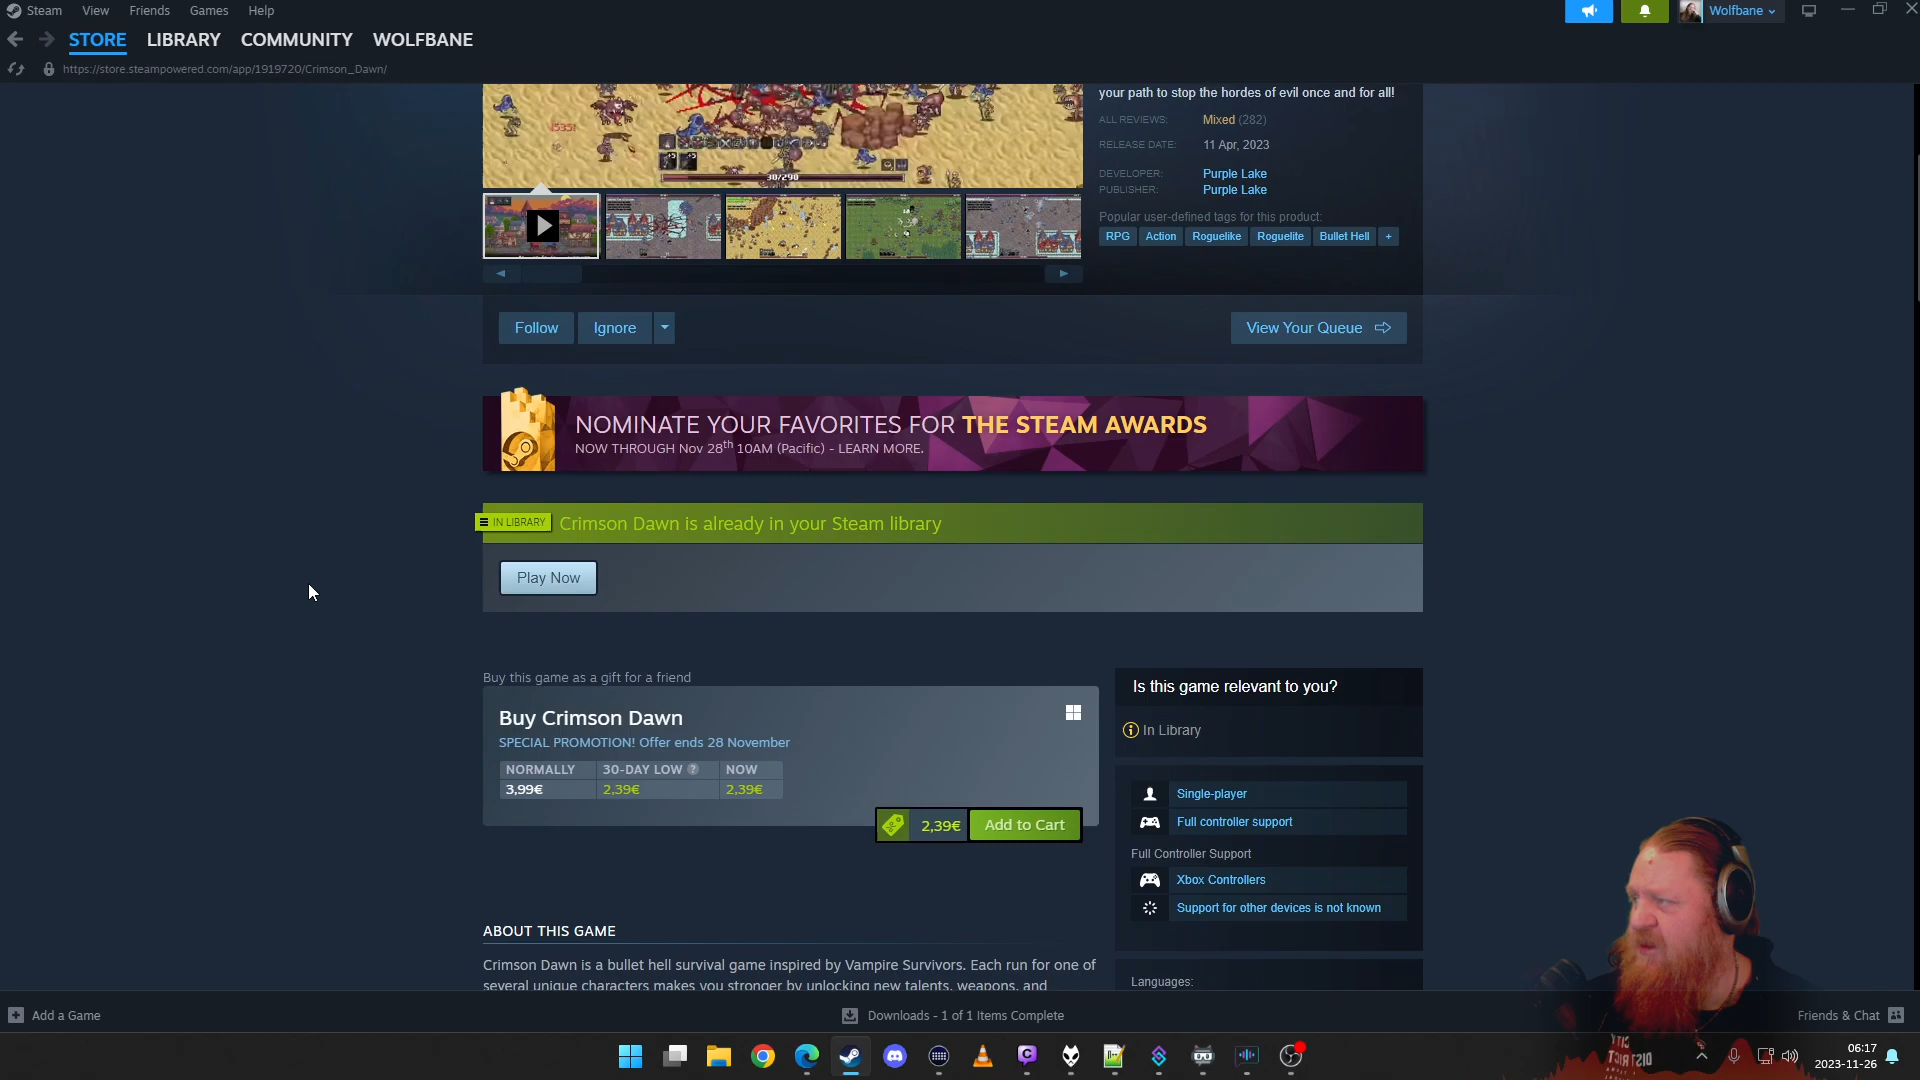 Steam View Friends Games Help
Wolfbane
STORE LIBRARY COMMUNITY WOLFBANE
https://store.steampowered.com/app/1919720/Crimson_Dawn/
your path to stop the hordes of evil once and for all!
ALL REVIEWS: Mixed (282)
RELEASE DATE: 11 Apr, 2023
DEVELOPER: Purple Lake
PUBLISHER: Purple Lake
Popular user-defined tags for this product:
RPG Action Roguelike Roguelite Bullet Hell +
30/290
Follow Ignore
View Your Queue
NOMINATE YOUR FAVORITES FOR THE STEAM AWARDS
NOW THROUGH Nov 28th 10AM (Pacific) - LEARN MORE.
IN LIBRARY Crimson Dawn is already in your Steam library
Play Now
Buy this game as a gift for a friend
Buy Crimson Dawn
SPECIAL PROMOTION! Offer ends 28 November
NORMALLY 30-DAY LOW ? NOW
3,99€ 2,39€ 2,39€
2,39€ Add to Cart
Is this game relevant to you?
In Library
Single-player
Full controller support
Full Controller Support
Xbox Controllers
Support for other devices is not known
Languages:
ABOUT THIS GAME
Crimson Dawn is a bullet hell survival game inspired by Vampire Survivors. Each run for one of
several unique characters makes you stronger by unlocking new talents, weapons, and
Add a Game
Downloads - 1 of 1 Items Complete
Friends & Chat
06:17
2023-11-26